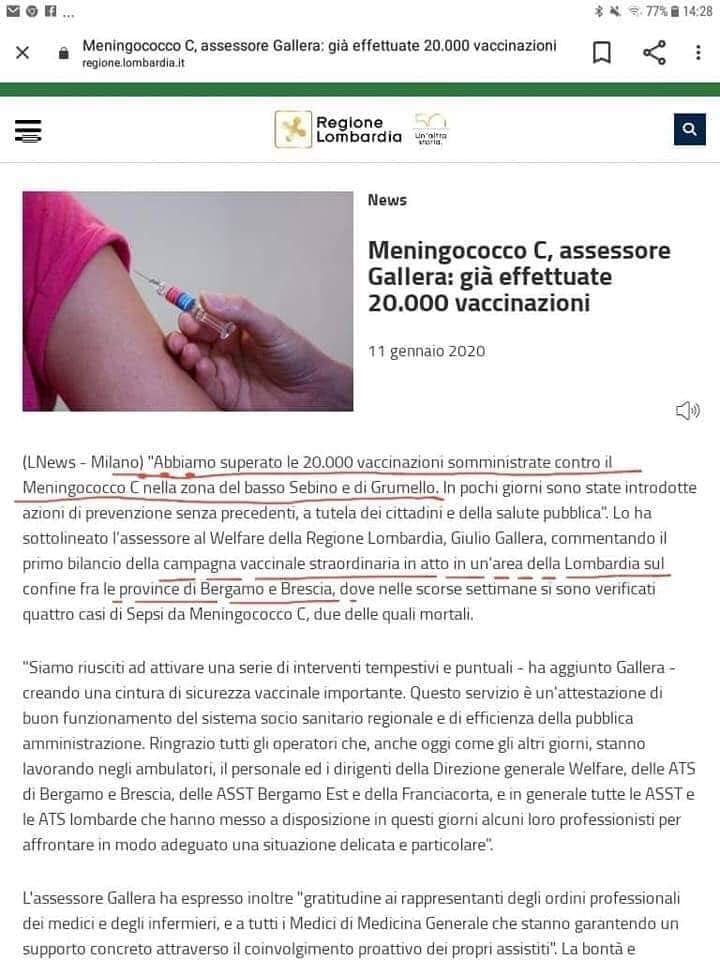 77% 14:28
Meningococco C, assessore Gallera: già effettuate 20.000 vaccinazioni
regione.lombardia.it
Regione
Lombardia
50
Un'altra
storia.
News
Meningococco C, assessore
Gallera: già effettuate
20.000 vaccinazioni
11 gennaio 2020
(LNews - Milano) "Abbiamo superato le 20.000 vaccinazioni somministrate contro il
Meningococco C nella zona del basso Sebino e di Grumello. In pochi giorni sono state introdotte
azioni di prevenzione senza precedenti, a tutela dei cittadini e della salute pubblica". Lo ha
sottolineato l'assessore al Welfare della Regione Lombardia, Giulio Gallera, commentando il
primo bilancio della campagna vaccinale straordinaria in atto in un'area della Lombardia sul
confine fra le province di Bergamo e Brescia, dove nelle scorse settimane si sono verificati
quattro casi di Sepsi da Meningococco C, due delle quali mortali.
"Siamo riusciti ad attivare una serie di interventi tempestivi e puntuali - ha aggiunto Gallera -
creando una cintura di sicurezza vaccinale importante. Questo servizio è un'attestazione di
buon funzionamento del sistema socio sanitario regionale e di efficienza della pubblica
amministrazione. Ringrazio tutti gli operatori che, anche oggi come gli altri giorni, stanno
lavorando negli ambulatori, il personale ed i dirigenti della Direzione generale Welfare, delle ATS
di Bergamo e Brescia, delle ASST Bergamo Est e della Franciacorta, e in generale tutte le ASST e
le ATS lombarde che hanno messo a disposizione in questi giorni alcuni loro professionisti per
affrontare in modo adeguato una situazione delicata e particolare".
L'assessore Gallera ha espresso inoltre "gratitudine ai rappresentanti degli ordini professionali
dei medici e degli infermieri, e a tutti i Medici di Medicina Generale che stanno garantendo un
supporto concreto attraverso il coinvolgimento proattivo dei propri assistiti". La bontà e